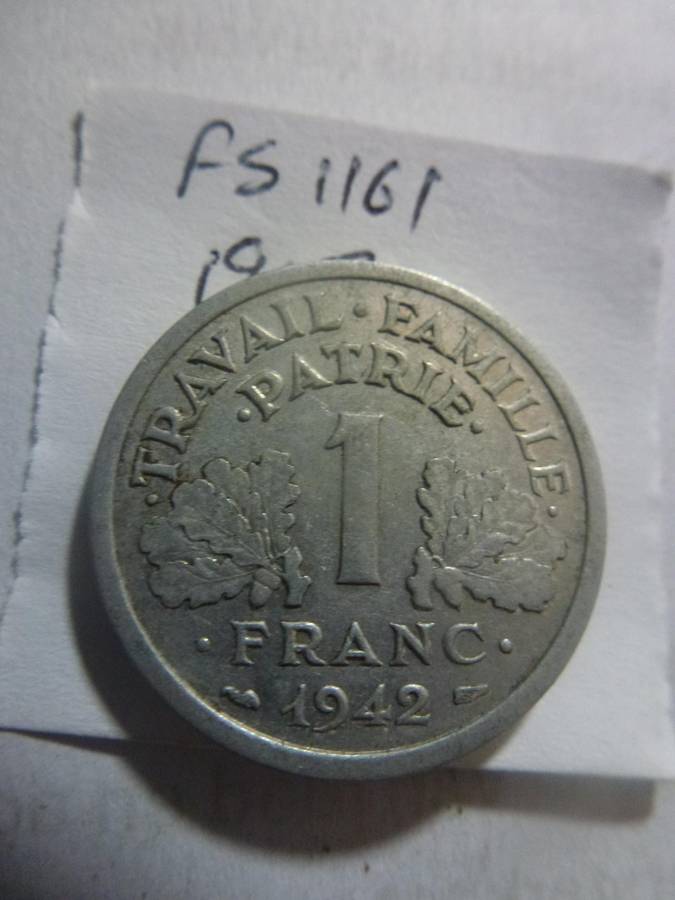 FS 1161
·TRAVAIL·FAMILLE·
·PATRIE·
1
·FRANC·
1942